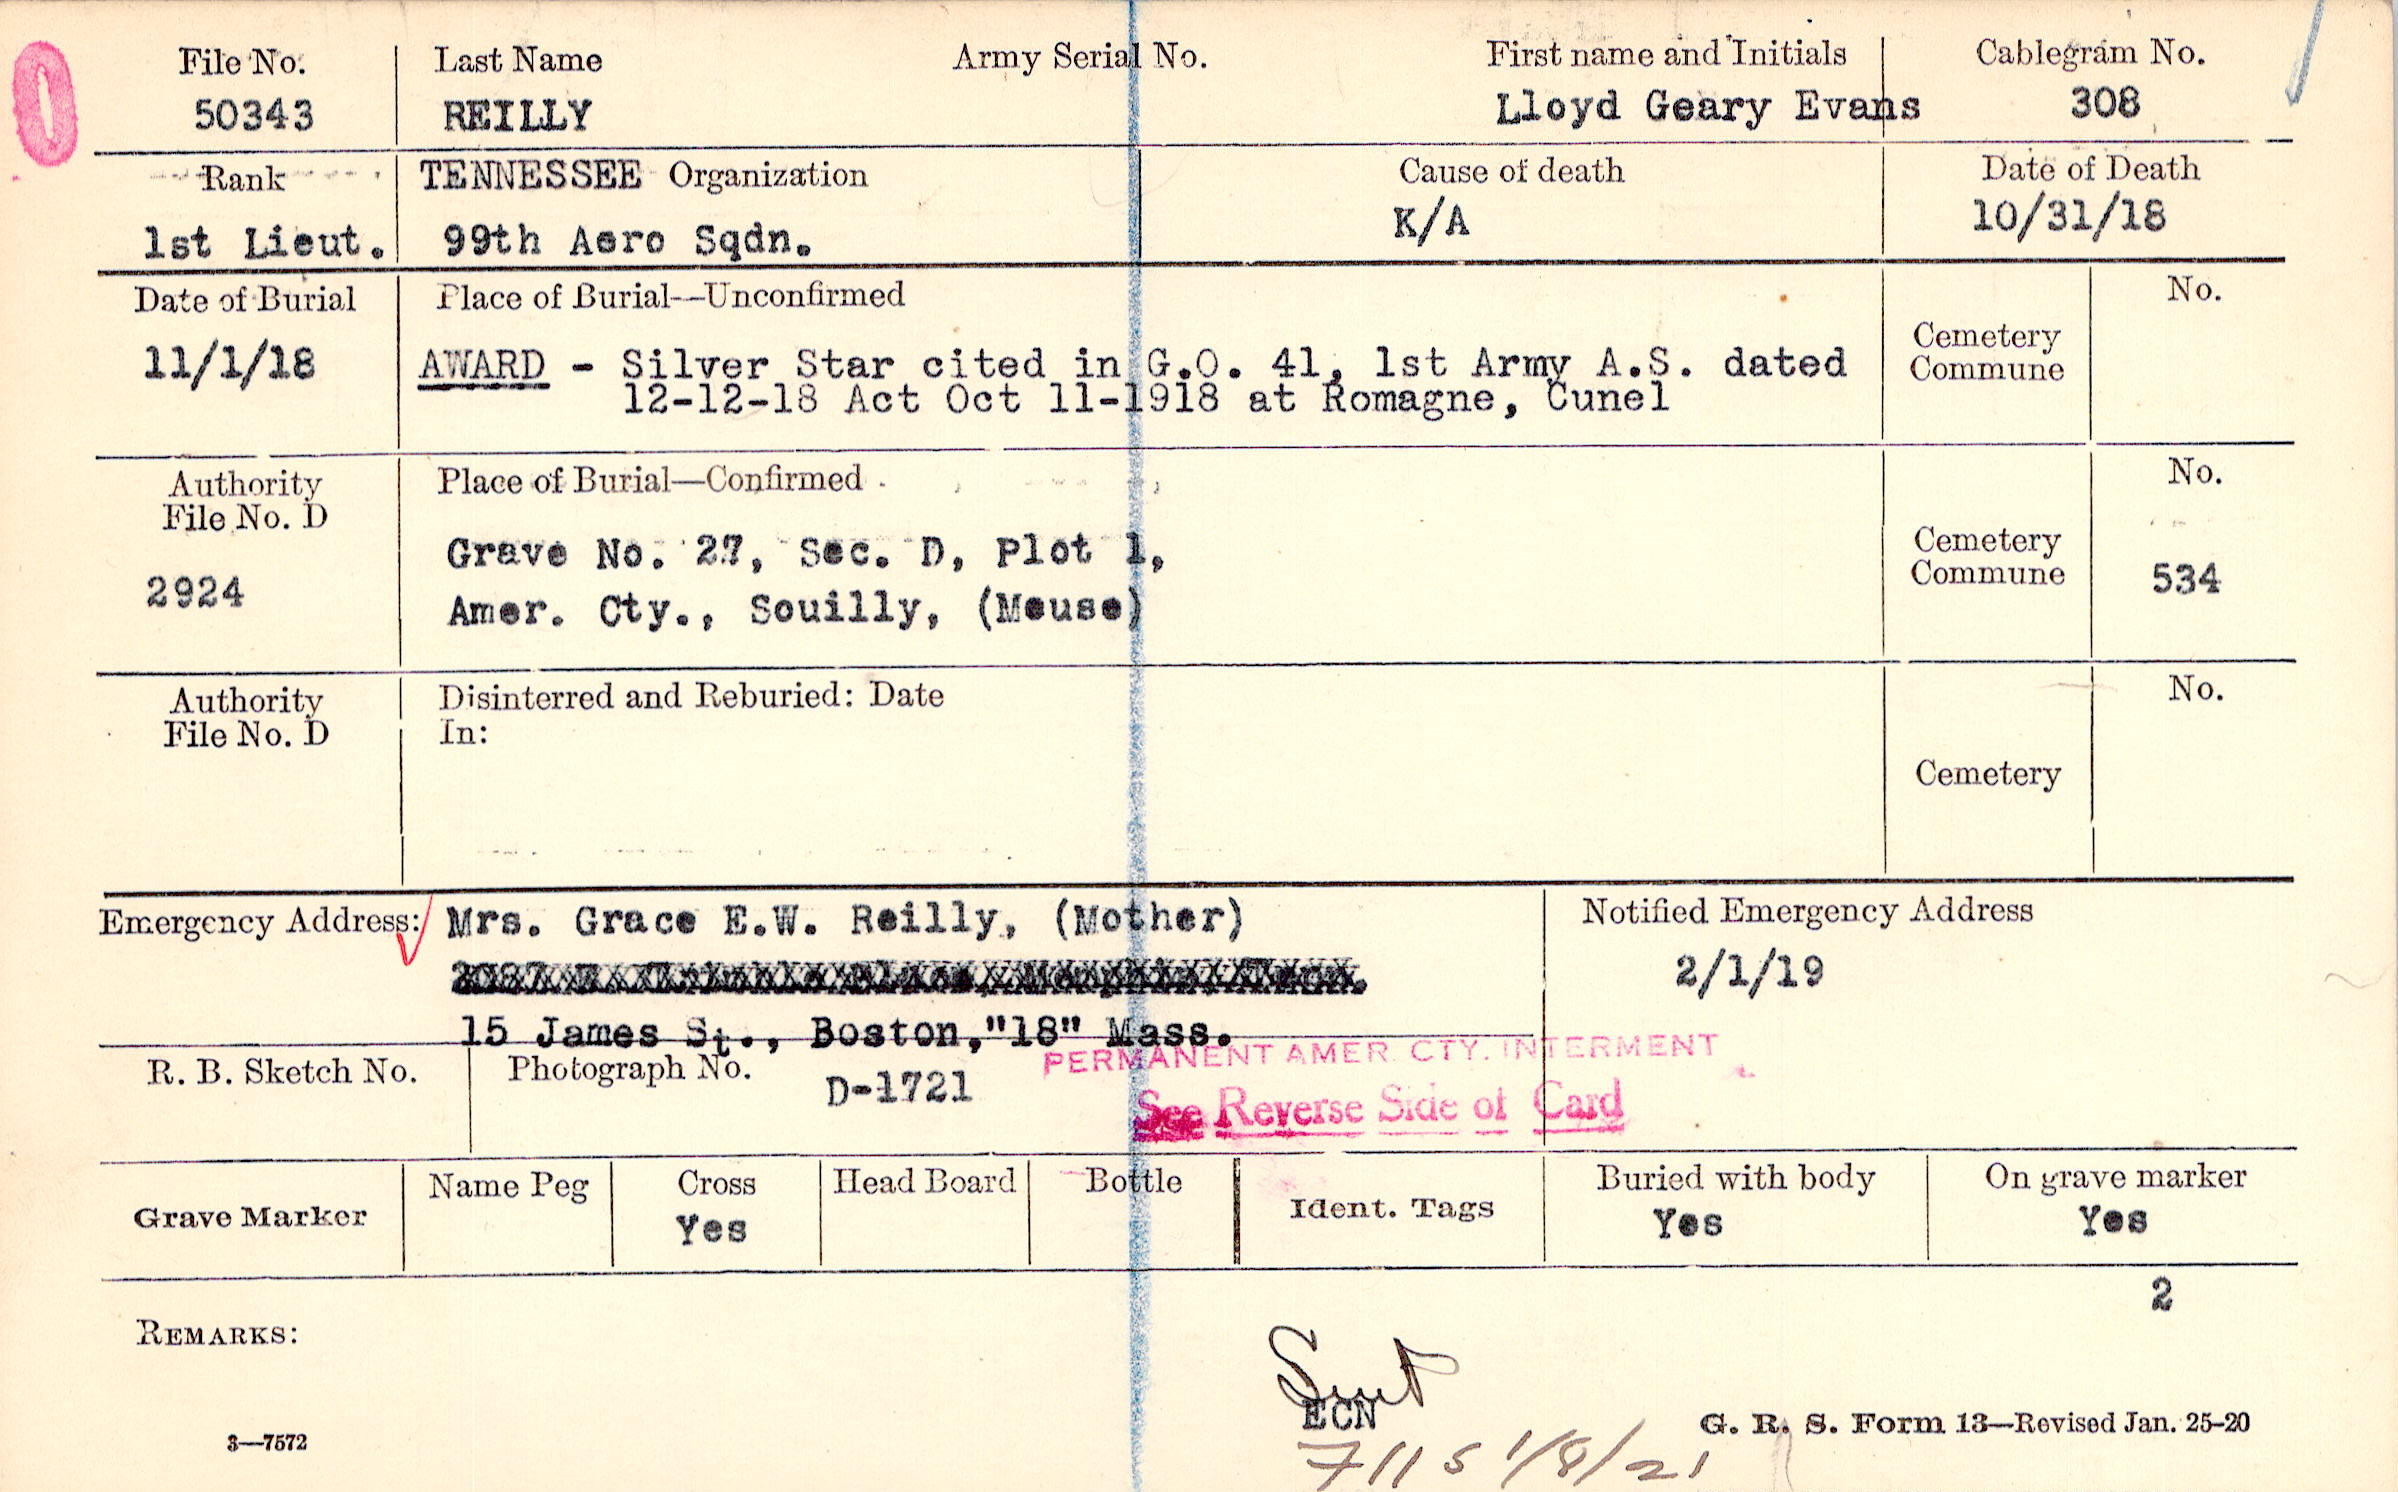 File No. Last Name Army Serial No. First name and Initials Cablegram No.
50343 REILLY Lloyd Geary Evans 308
Rank TENNESSEE Organization Cause of death Date of Death
1st Lieut. 99th Aero Sqdn. K/A 10/31/18
Date of Burial Place of Burial—Unconfirmed No.
11/1/18 AWARD - Silver Star cited in G.O. 41, 1st Army A.S. dated
12-12-18 Act Oct 11-1918 at Romagne, Cunel
Cemetery
Commune
Authority Place of Burial—Confirmed No.
File No. D
2924
Grave No. 27, Sec. D, Plot 1,
Amer. Cty., Souilly, (Meuse)
Cemetery
Commune 534
Authority Disinterred and Reburied: Date No.
File No. D In:
Cemetery
Emergency Address: Mrs. Grace E.W. Reilly, (Mother) Notified Emergency Address
2/1/19
15 James St., Boston,"18" Mass.
PERMANENT AMER. CTY. INTERMENT
R. B. Sketch No. Photograph No. D-1721
See Reverse Side of Card
Grave Marker Name Peg Cross Head Board Bottle Ident. Tags Buried with body On grave marker
Yes Yes Yes
2
REMARKS:
Sent
ECN
7115 1/8/21
3—7572 G. R. S. Form 13—Revised Jan. 25-20